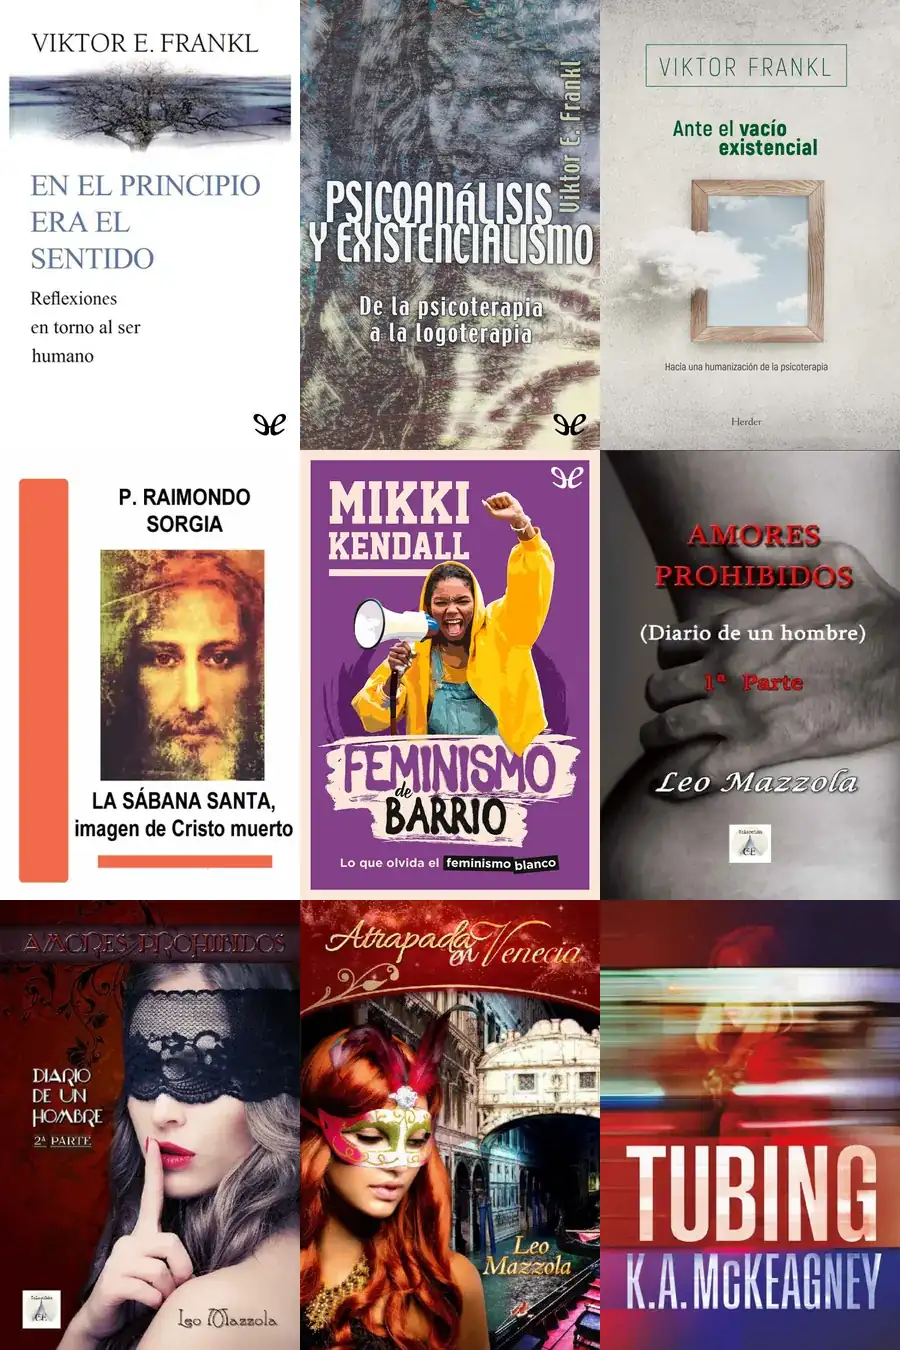 VIKTOR E. FRANKL
EN EL PRINCIPIO
ERA EL
SENTIDO
Reflexiones
en torno al ser
humano
Viktor E. Frankl
PSICOANÁLISIS
Y EXISTENCIALISMO
De la psicoterapia
a la logoterapia
VIKTOR FRANKL
Ante el vacío
existencial
Hacia una humanización de la psicoterapia
Herder
P. RAIMONDO
SORGIA
LA SÁBANA SANTA,
imagen de Cristo muerto
MIKKI
KENDALL
FEMINISMO
de
BARRIO
Lo que olvida el feminismo blanco
AMORES
PROHIBIDOS
(Diario de un hombre)
1ª Parte
Leo Mazzola
CE
AMORES PROHIBIDOS
DIARIO
DE UN
HOMBRE
2ª PARTE
CE
Leo Mazzola
Atrapada
en Venecia
Leo
Mazzola
TUBING
K.A. McKEAGNEY